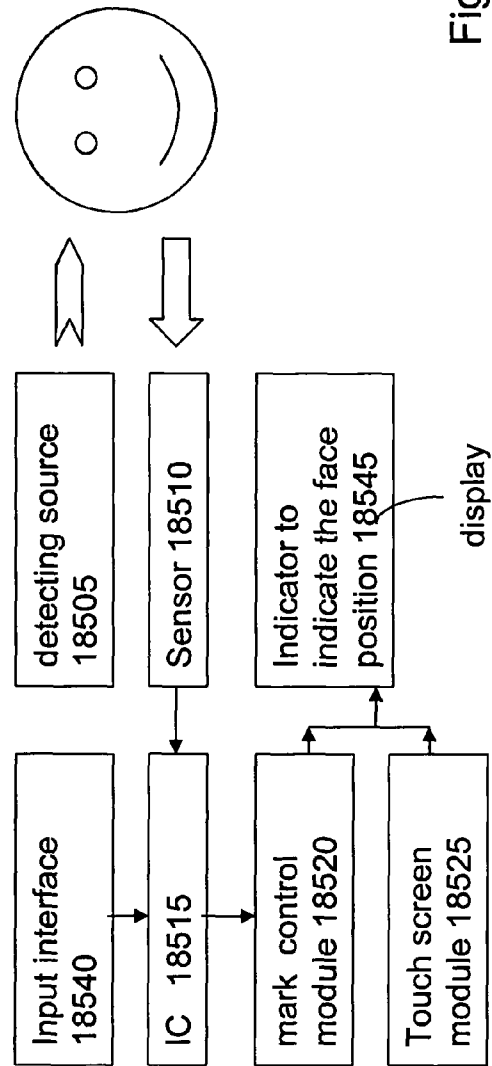 Input interface
18540
detecting source
18505
IC 18515
Sensor 18510
mark control
module 18520
Indicator to
indicate the face
position 18545
Touch screen
module 18525
display
Fig